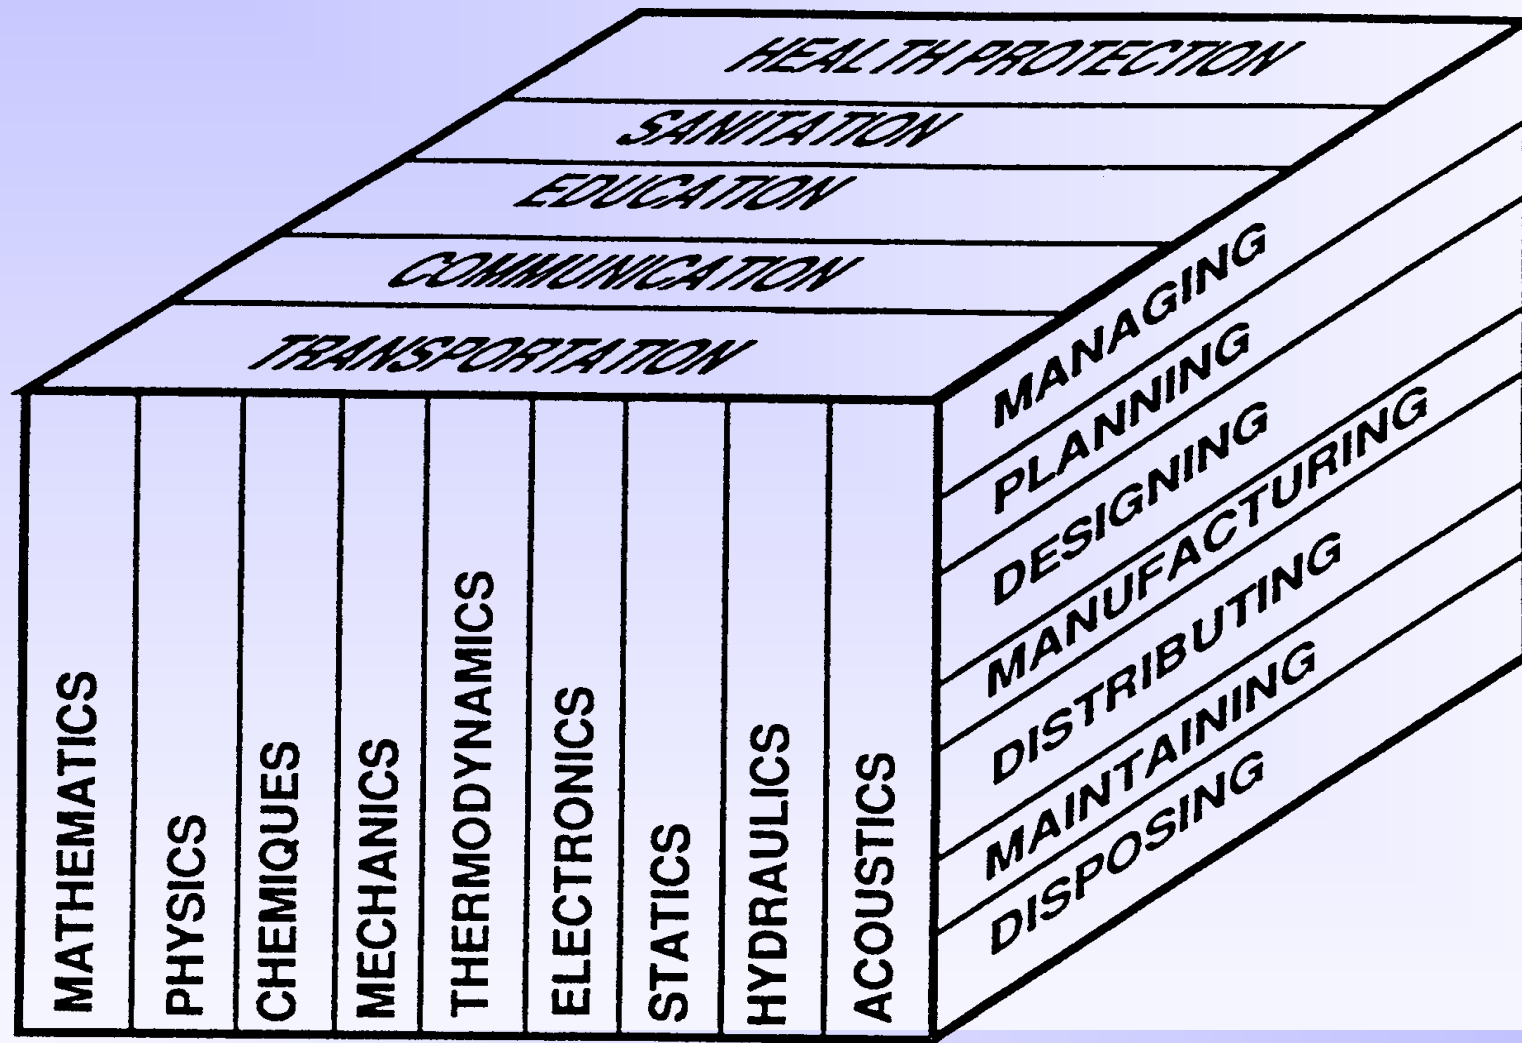 HEALTH PROTECTION
SANITATION
EDUCATION
COMMUNICATION
TRANSPORTATION
MATHEMATICS
PHYSICS
CHEMIQUES
MECHANICS
THERMODYNAMICS
ELECTRONICS
STATICS
HYDRAULICS
ACOUSTICS
MANAGING
PLANNING
DESIGNING
MANUFACTURING
DISTRIBUTING
MAINTAINING
DISPOSING